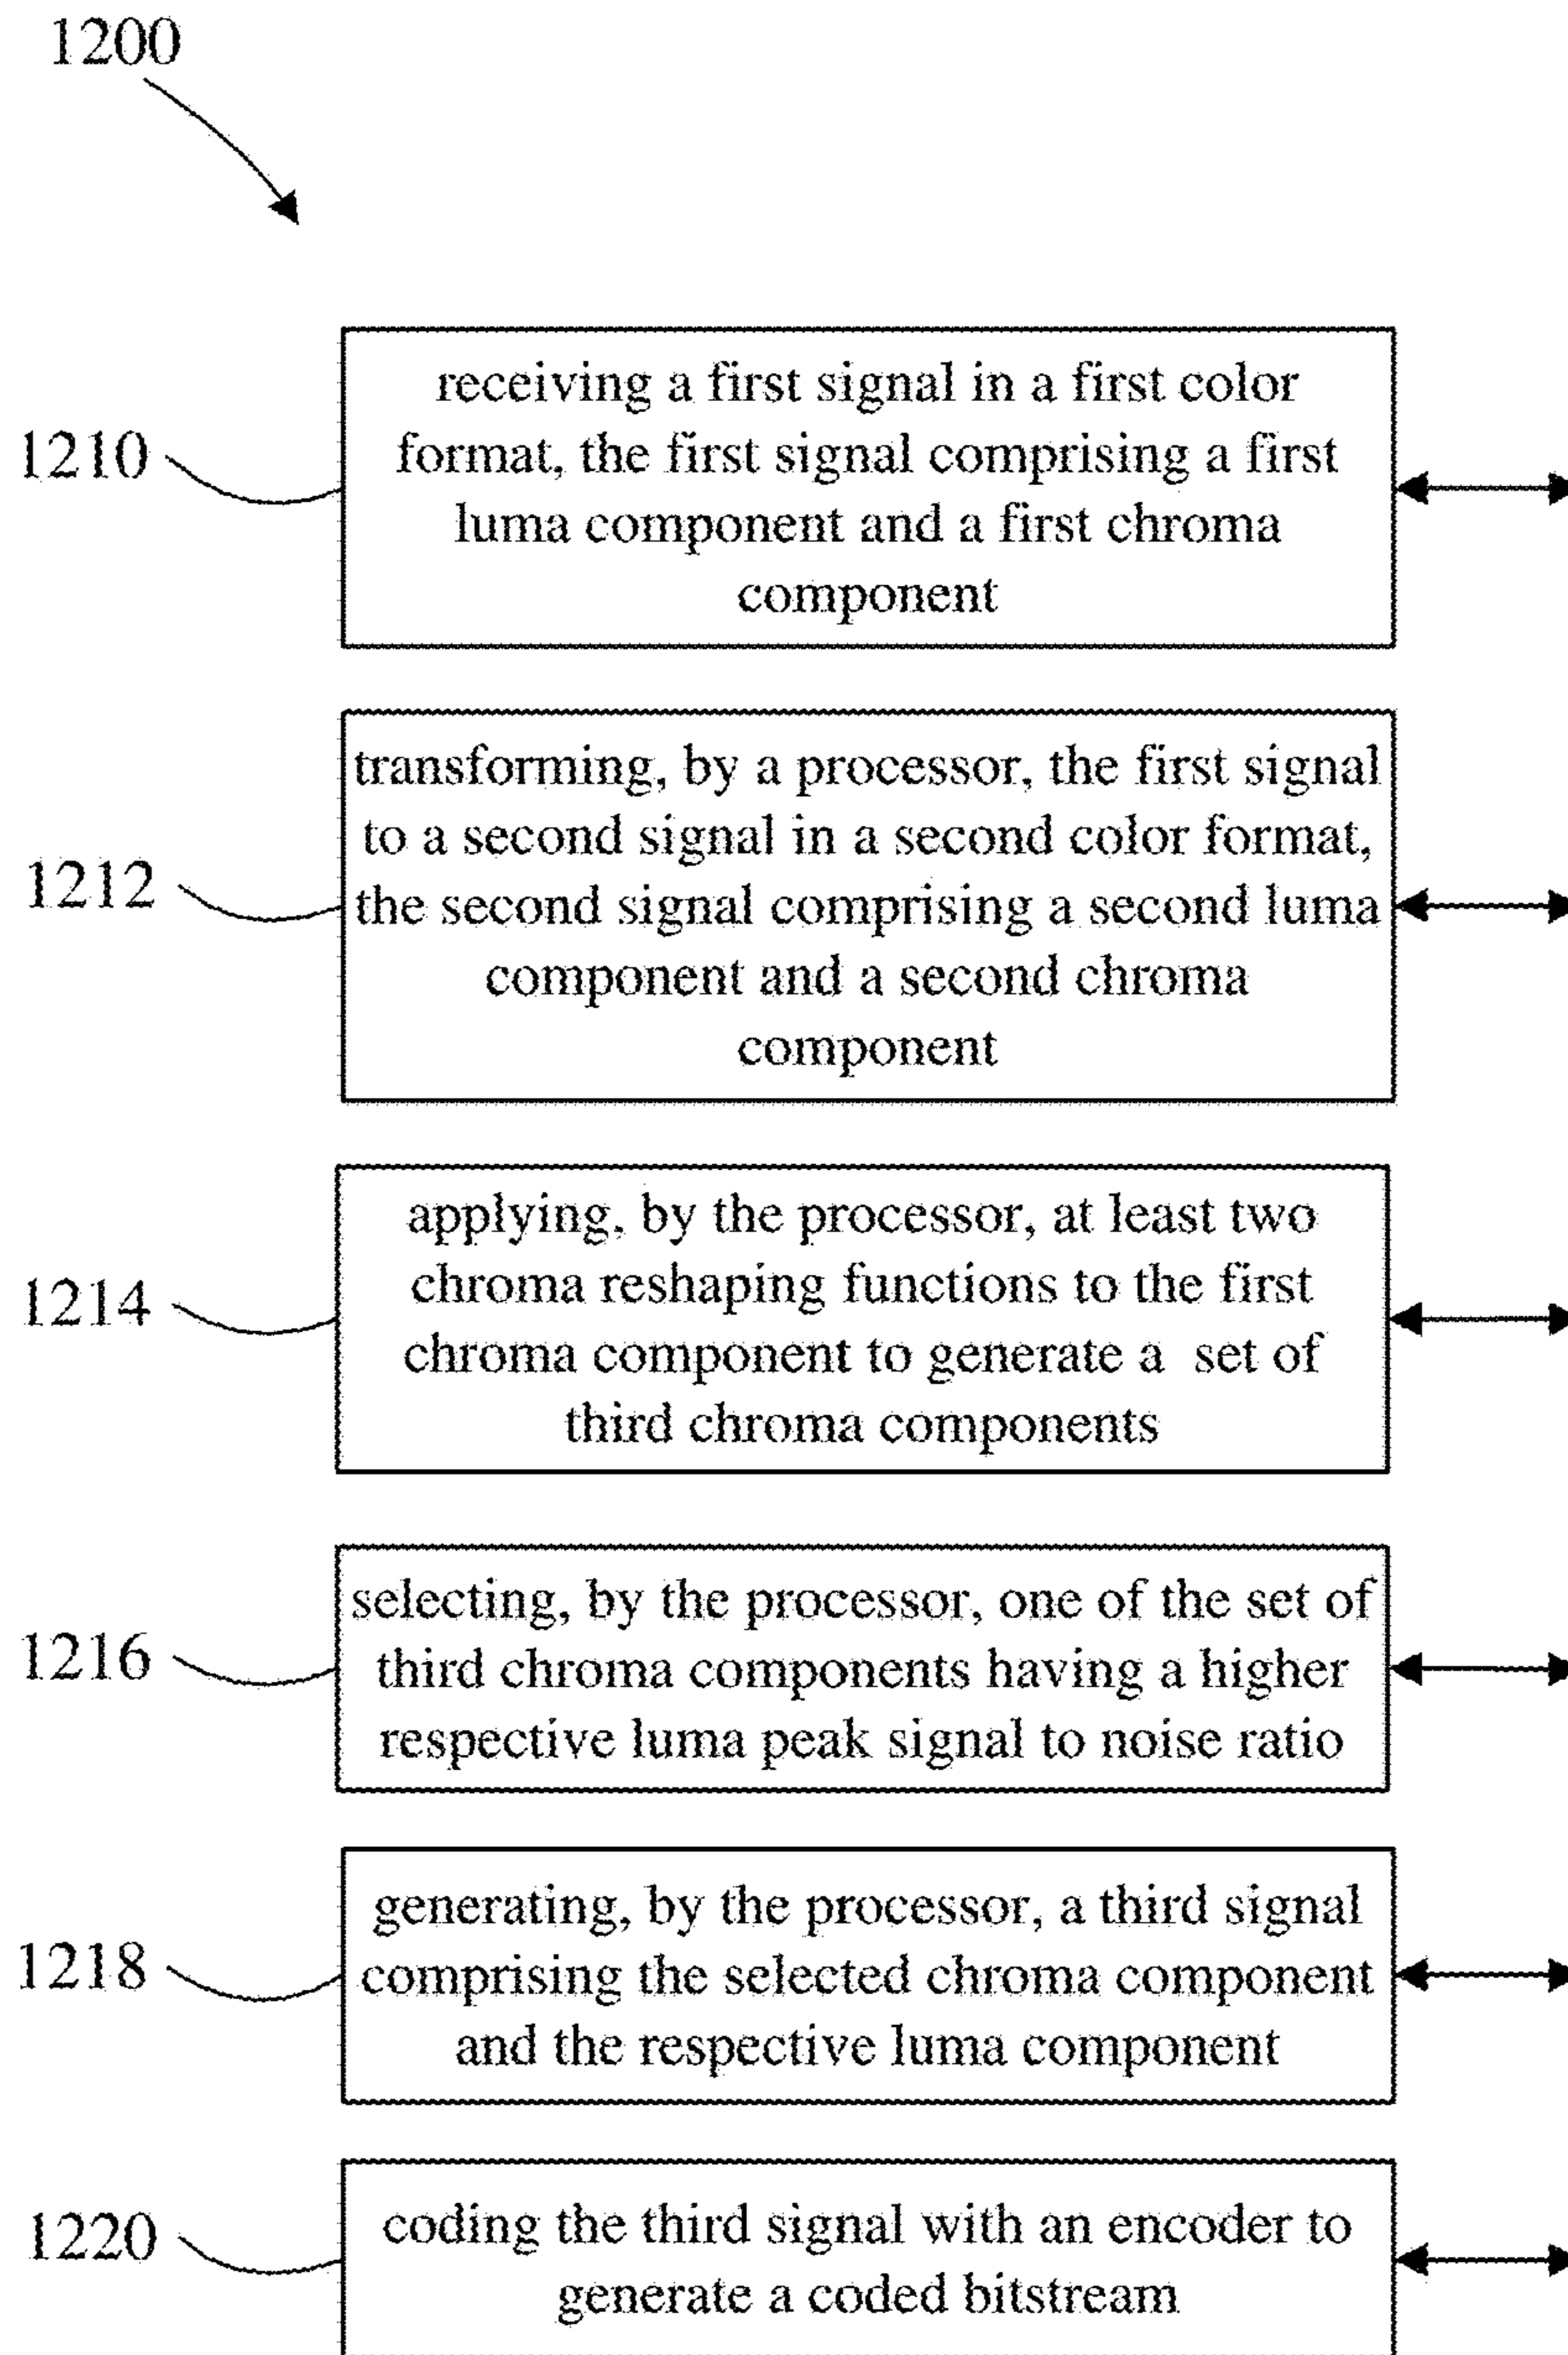 1200
1210
receiving a first signal in a first color
format, the first signal comprising a first
luma component and a first chroma
component
1212
transforming, by a processor, the first signal
to a second signal in a second color format,
the second signal comprising a second luma
component and a second chroma
component
1214
applying, by the processor, at least two
chroma reshaping functions to the first
chroma component to generate a set of
third chroma components
1216
selecting, by the processor, one of the set of
third chroma components having a higher
respective luma peak signal to noise ratio
1218
generating, by the processor, a third signal
comprising the selected chroma component
and the respective luma component
1220
coding the third signal with an encoder to
generate a coded bitstream